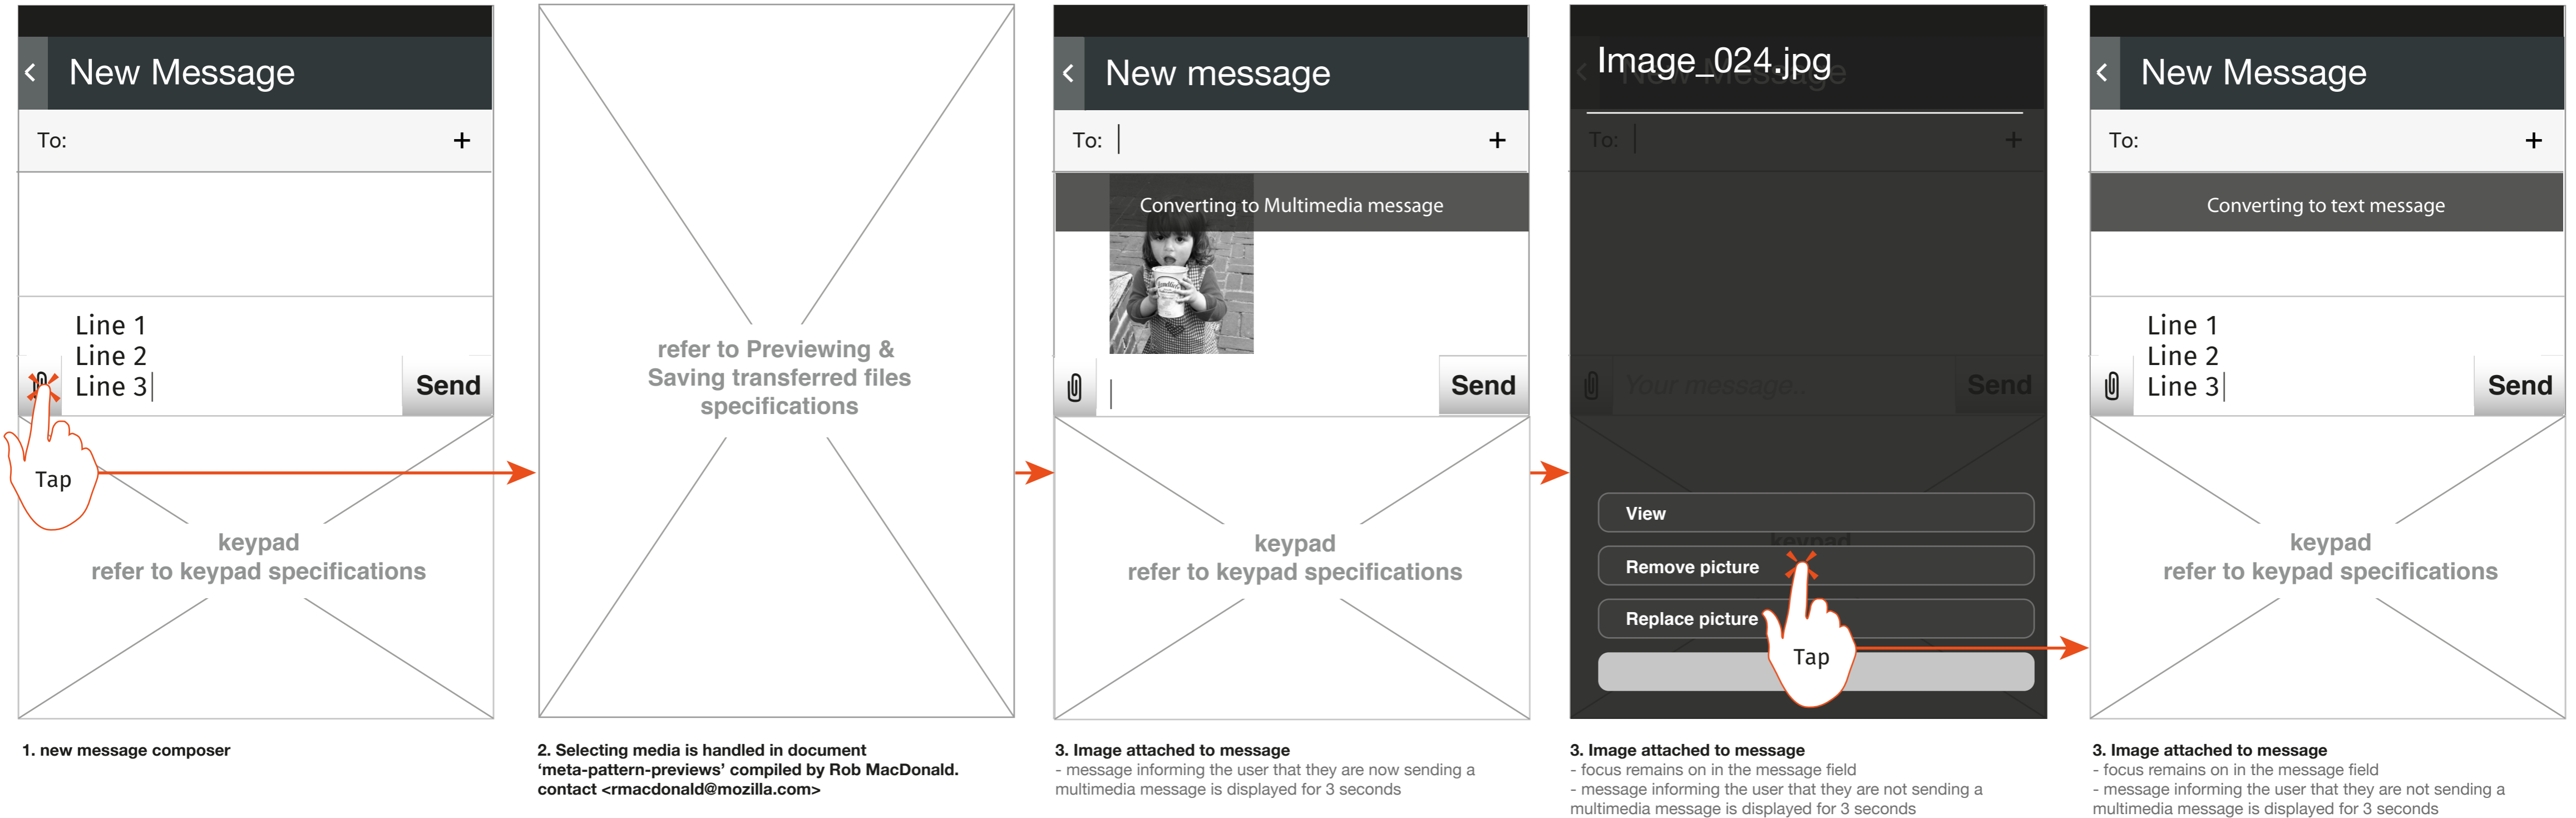 New Message
To:
+
Line 1
Line 2
Line 3
Send
Tap
keypad
refer to keypad specifications
1. new message composer
refer to Previewing &
Saving transferred files
specifications
2. Selecting media is handled in document
‘meta-pattern-previews’ compiled by Rob MacDonald.
contact <rmacdonald@mozilla.com>
New message
To:
+
Converting to Multimedia message
Send
keypad
refer to keypad specifications
3. Image attached to message
- message informing the user that they are now sending a
multimedia message is displayed for 3 seconds
Image_024.jpg
New Message
To:
+
Your message...
Send
View
keypad
Remove picture
Replace picture
Tap
3. Image attached to message
- focus remains on in the message field
- message informing the user that they are not sending a
multimedia message is displayed for 3 seconds
New Message
To:
+
Converting to text message
Line 1
Line 2
Line 3
Send
keypad
refer to keypad specifications
3. Image attached to message
- focus remains on in the message field
- message informing the user that they are not sending a
multimedia message is displayed for 3 seconds